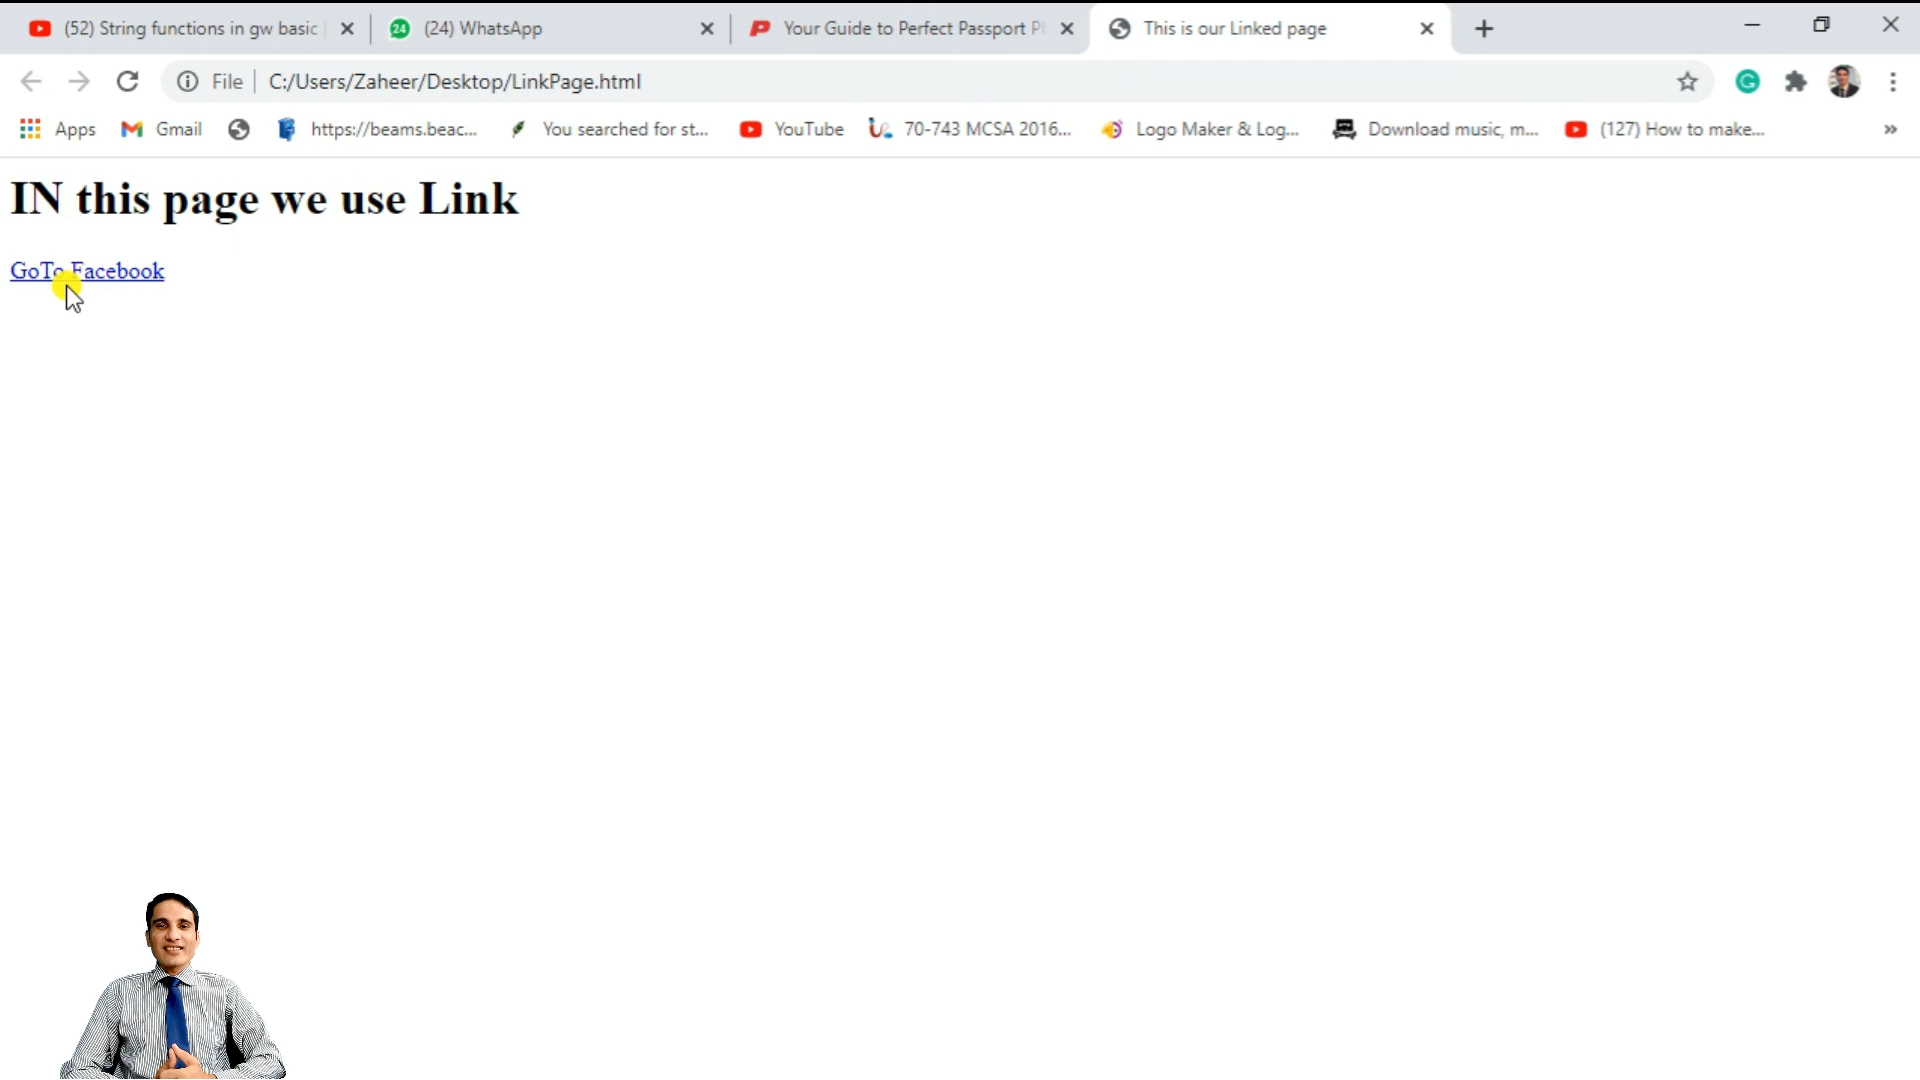 (52) String functions in gw basic
24 (24) WhatsApp
P Your Guide to Perfect Passport Ph
This is our Linked page
File C:/Users/Zaheer/Desktop/LinkPage.html
G
Apps
Gmail
https://beams.beac...
You searched for st...
YouTube
70-743 MCSA 2016...
Logo Maker & Log...
Download music, m...
(127) How to make...
»
IN this page we use Link
GoTo Facebook